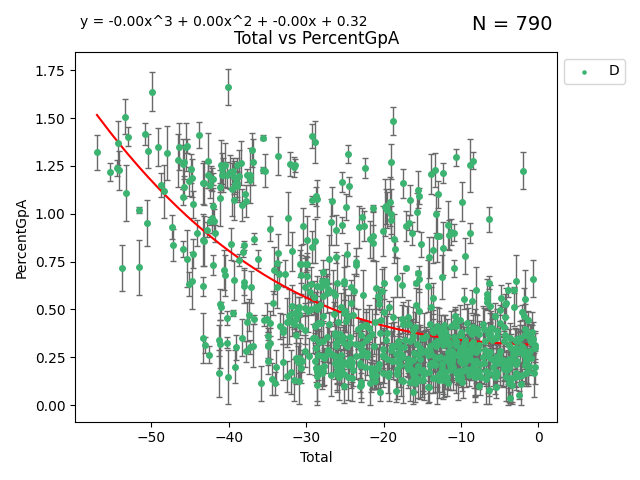 y = -0.00x^3 + 0.00x^2 + -0.00x + 0.32
N = 790
Total vs PercentGpA
D
PercentGpA
1.75
1.50
1.25
1.00
0.75
0.50
0.25
0.00
−50 −40 −30 −20 −10 0
Total